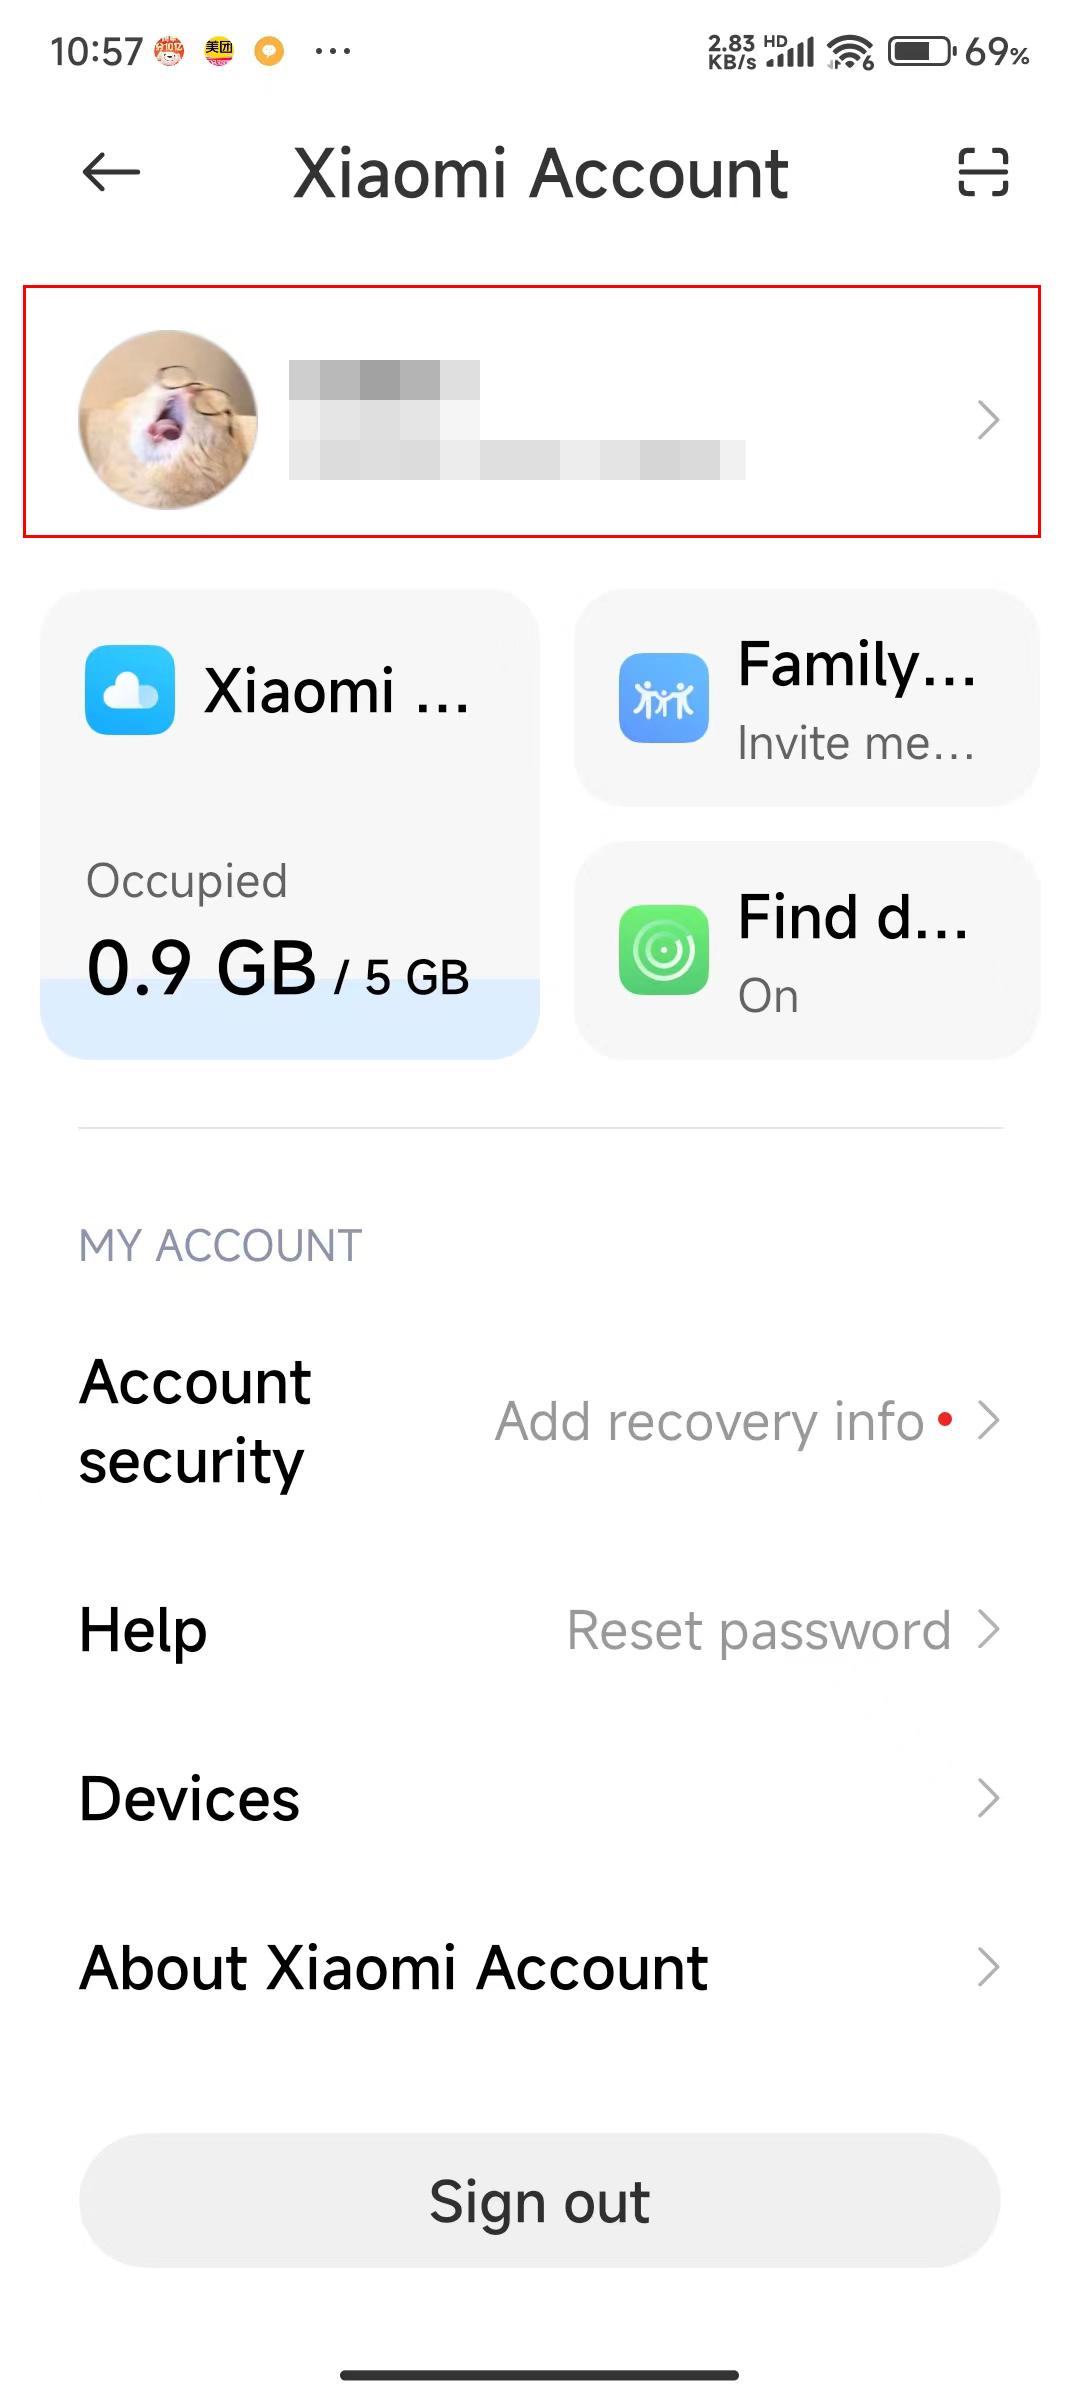 10:57
美团
2.83 KB/s HD 6 69%
Xiaomi Account
Xiaomi ...
Family...
Invite me...
Occupied
0.9 GB / 5 GB
Find d...
On
MY ACCOUNT
Account security
Add recovery info
Help
Reset password
Devices
About Xiaomi Account
Sign out